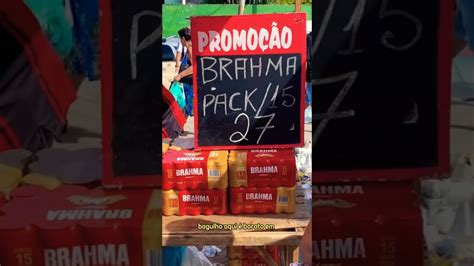 PROMOÇÃO
BRAHMA
PACK/15
27
BRAHMA
BRAHMA
BRAHMA
BRAHMA
bagulho aqui é barato em